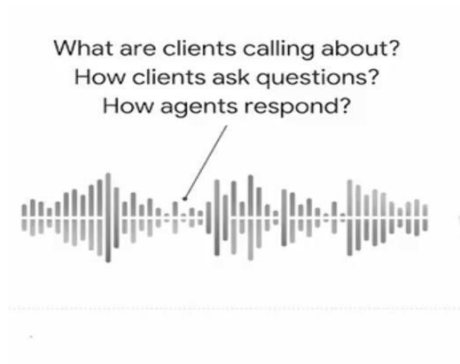 What are clients calling about?
How clients ask questions?
How agents respond?